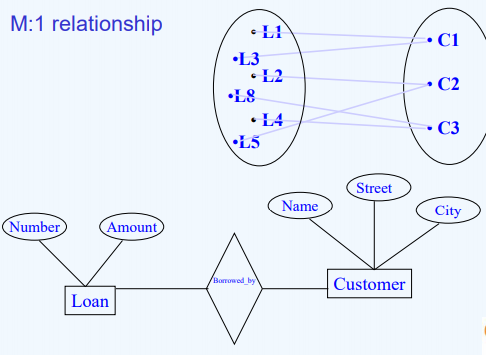 M:1 relationship
•L1
•L3
•L2
•L8
•L4
•L5
• C1
• C2
• C3
Number
Amount
Name
Street
City
Loan
Borrowed_by
Customer